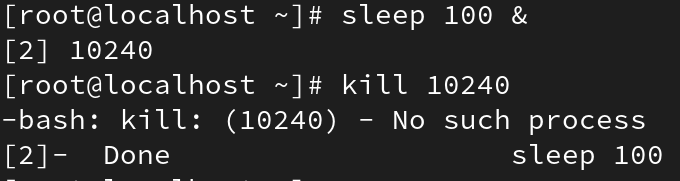 [root@localhost ~]# sleep 100 &
[2] 10240
[root@localhost ~]# kill 10240
-bash: kill: (10240) - No such process
[2]-  Done                    sleep 100